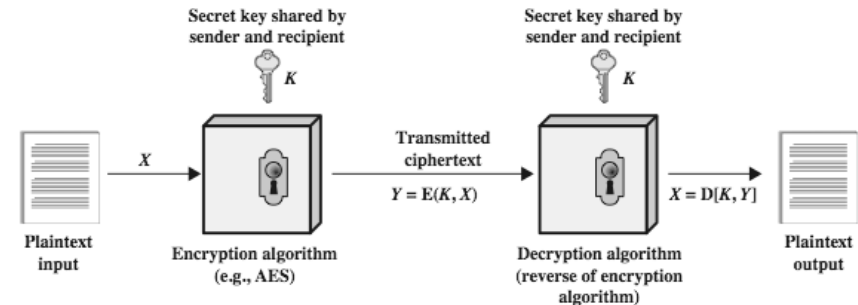 Secret key shared by
sender and recipient
K
Secret key shared by
sender and recipient
K
X
Transmitted
ciphertext
Y = E(K, X)
X = D[K, Y]
Plaintext
input
Encryption algorithm
(e.g., AES)
Decryption algorithm
(reverse of encryption
algorithm)
Plaintext
output